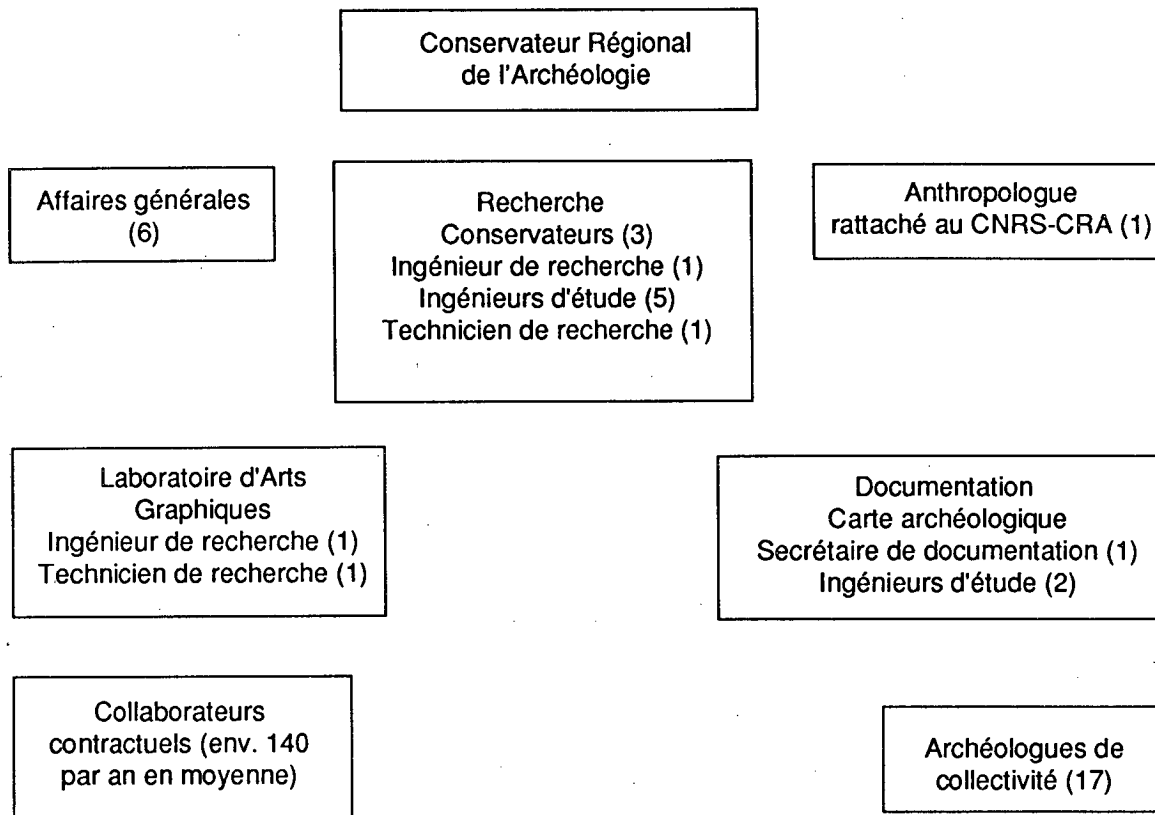 Conservateur Régional
de l'Archéologie
Affaires générales
(6)
Recherche
Conservateurs (3)
Ingénieur de recherche (1)
Ingénieurs d'étude (5)
Technicien de recherche (1)
Anthropologue
rattaché au CNRS-CRA (1)
Laboratoire d'Arts
Graphiques
Ingénieur de recherche (1)
Technicien de recherche (1)
Documentation
Carte archéologique
Secrétaire de documentation (1)
Ingénieurs d'étude (2)
Collaborateurs
contractuels (env. 140
par an en moyenne)
Archéologues de
collectivité (17)